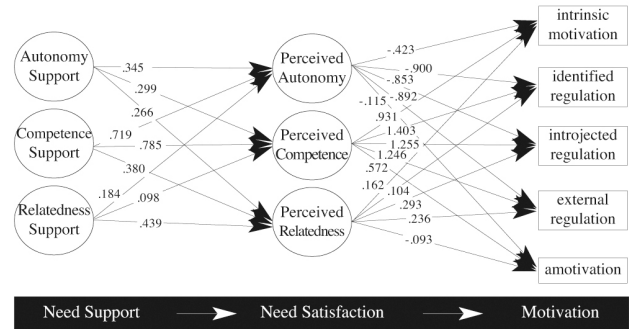 Autonomy
Support
Competence
Support
Relatedness
Support
.345
.299
.266
.719
.785
.380
.184
.098
.439
Perceived
Autonomy
Perceived
Competence
Perceived
Relatedness
-.423
-.900
-.853
-.892
-.115
.931
1.403
1.255
1.246
.572
.162
.104
.293
.236
-.093
intrinsic
motivation
identified
regulation
introjected
regulation
external
regulation
amotivation
Need Support
Need Satisfaction
Motivation